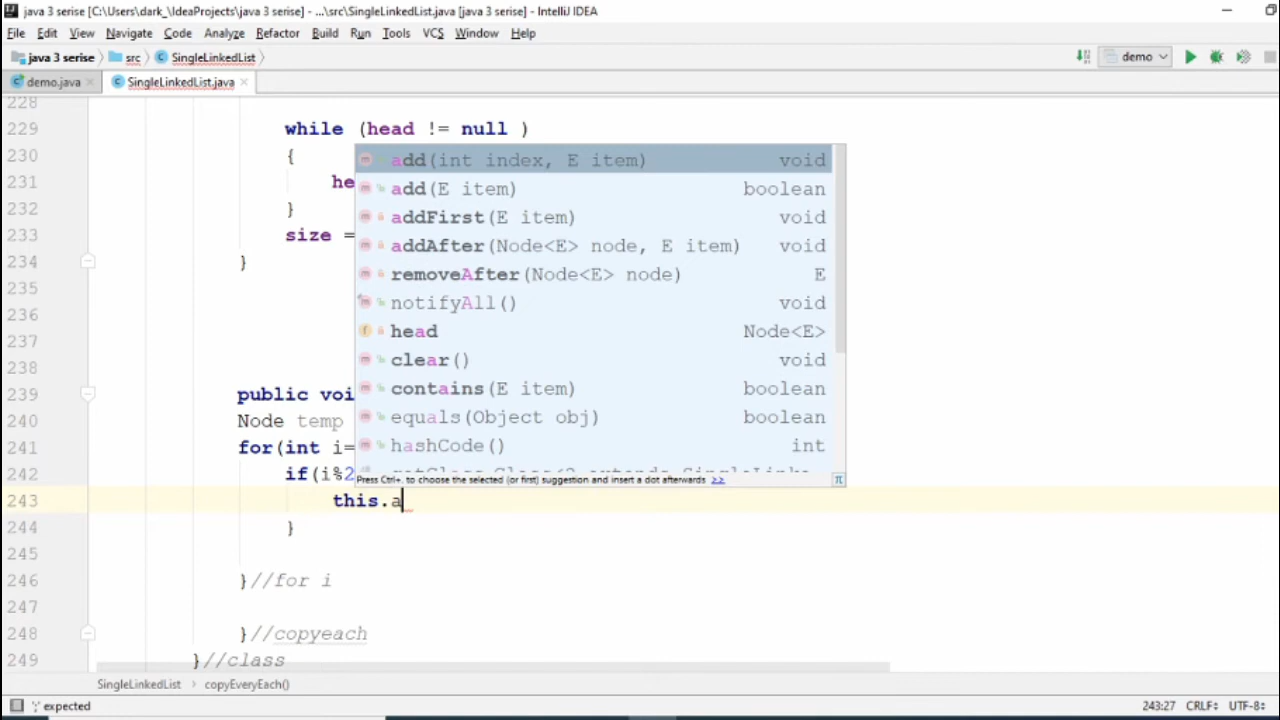 java 3 serise [C:\Users\dark_\IdeaProjects\java 3 serise] - ...\src\SingleLinkedList.java [java 3 serise] - IntelliJ IDEA
File Edit View Navigate Code Analyze Refactor Build Run Tools VCS Window Help
java 3 serise src SingleLinkedList demo
demo.java SingleLinkedList.java
228
229 while (head != null )
230 { add(int index, E item) void
add(E item) boolean
231 he
232 } addFirst(E item) void
233 size = addAfter(Node<E> node, E item) void
234 } removeAfter(Node<E> node) E
235 notifyAll() void
236
237 head Node<E>
238 clear() void
239 public voi contains(E item) boolean
240 Node temp equals(Object obj) boolean
241 for(int i= hashCode() int
242 if(i%2
Press Ctrl+. to choose the selected (or first) suggestion and insert a dot afterwards >> π
243 this.a
244 }
245
246 }//for i
247
248 }//copyeach
249 }//class
SingleLinkedList copyEveryEach()
expected 243:27 CRLF UTF-8